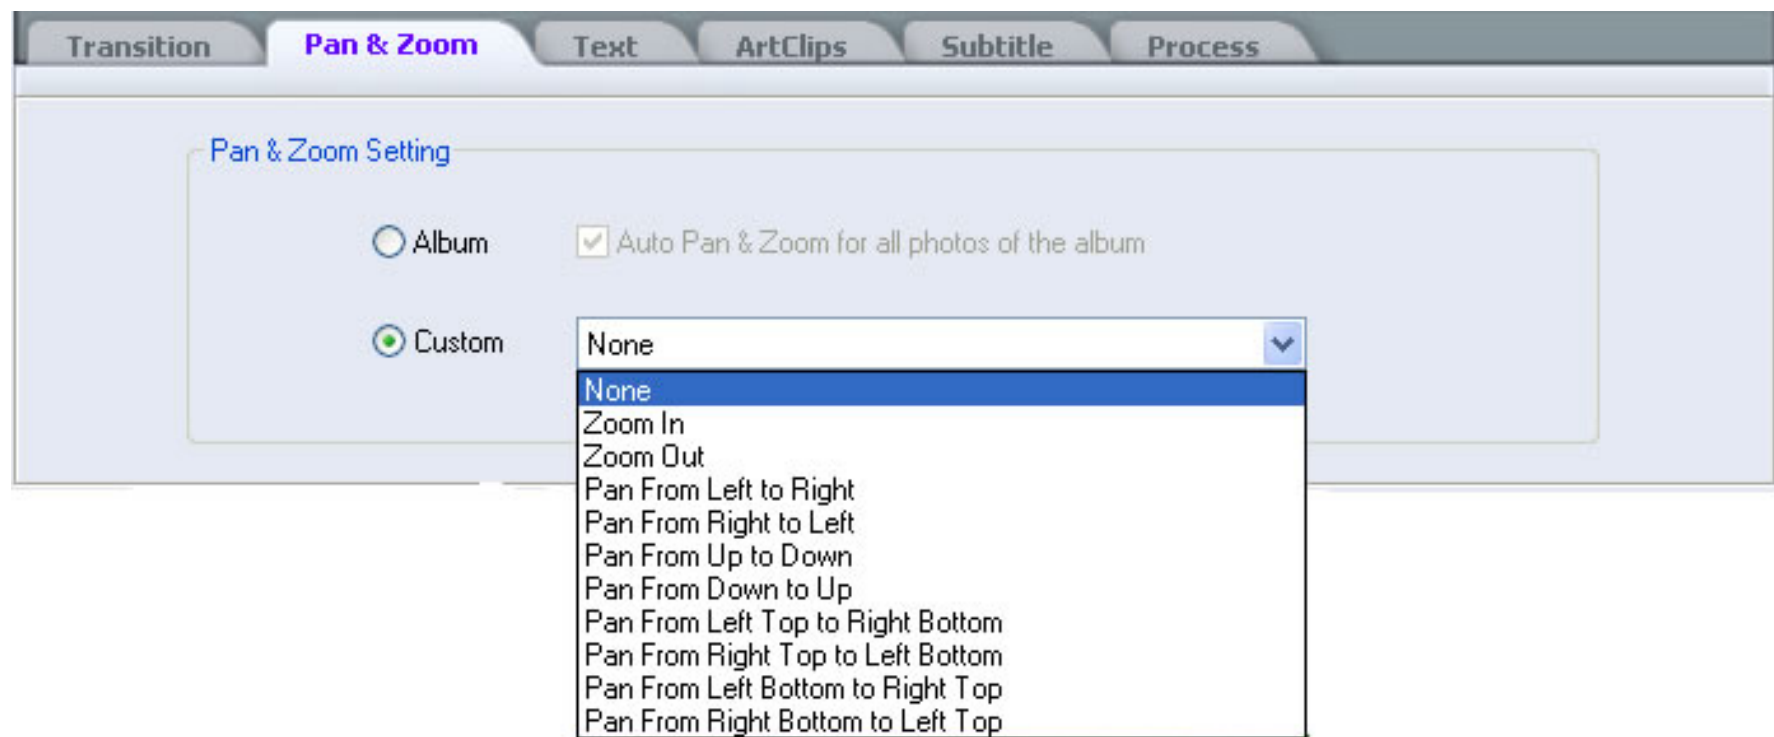 Transition Pan & Zoom Text ArtClips Subtitle Process
Pan & Zoom Setting
Album Auto Pan & Zoom for all photos of the album
Custom None
None
Zoom In
Zoom Out
Pan From Left to Right
Pan From Right to Left
Pan From Up to Down
Pan From Down to Up
Pan From Left Top to Right Bottom
Pan From Right Top to Left Bottom
Pan From Left Bottom to Right Top
Pan From Right Bottom to Left Top